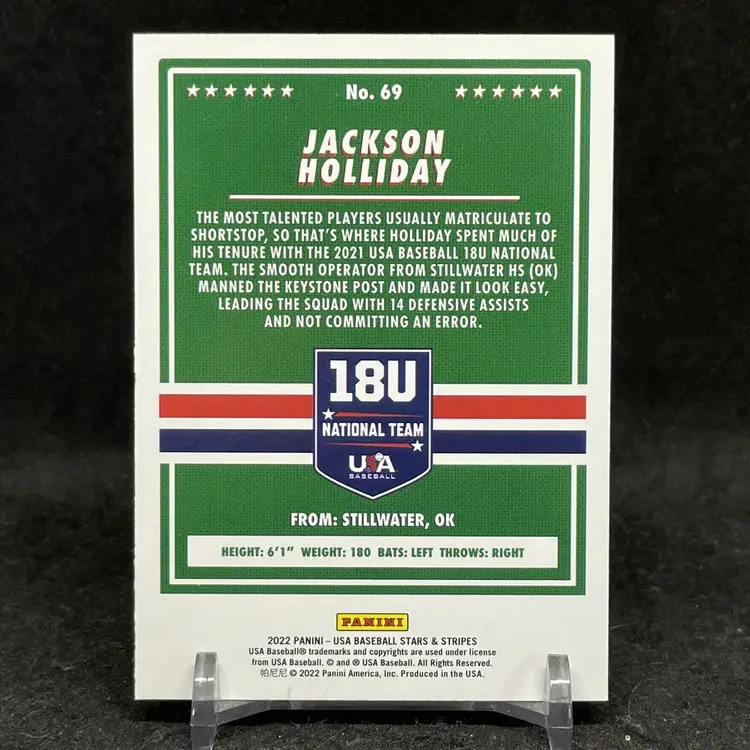 No. 69
JACKSON
HOLLIDAY
THE MOST TALENTED PLAYERS USUALLY MATRICULATE TO
SHORTSTOP, SO THAT'S WHERE HOLLIDAY SPENT MUCH OF
HIS TENURE WITH THE 2021 USA BASEBALL 18U NATIONAL
TEAM. THE SMOOTH OPERATOR FROM STILLWATER HS (OK)
MANNED THE KEYSTONE POST AND MADE IT LOOK EASY,
LEADING THE SQUAD WITH 14 DEFENSIVE ASSISTS
AND NOT COMMITTING AN ERROR.
18U
NATIONAL TEAM
USA
BASEBALL
FROM: STILLWATER, OK
HEIGHT: 6'1" WEIGHT: 180 BATS: LEFT THROWS: RIGHT
PANINI
2022 PANINI – USA BASEBALL STARS & STRIPES
USA Baseball® trademarks and copyrights are used under license
from USA Baseball. © and ® USA Baseball. All Rights Reserved.
帕尼尼 © 2022 Panini America, Inc. Produced in the USA.